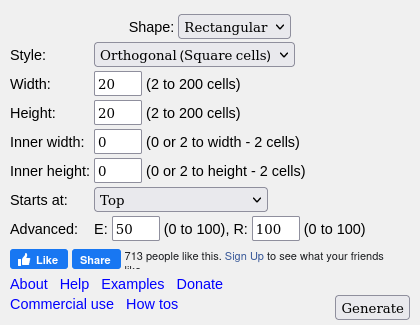 Shape: Rectangular
Style: Orthogonal (Square cells)
Width: 20 (2 to 200 cells)
Height: 20 (2 to 200 cells)
Inner width: 0 (0 or 2 to width - 2 cells)
Inner height: 0 (0 or 2 to height - 2 cells)
Starts at: Top
Advanced: E: 50 (0 to 100), R: 100 (0 to 100)
Like Share 713 people like this. Sign Up to see what your friends
like.
About Help Examples Donate
Commercial use How tos
Generate